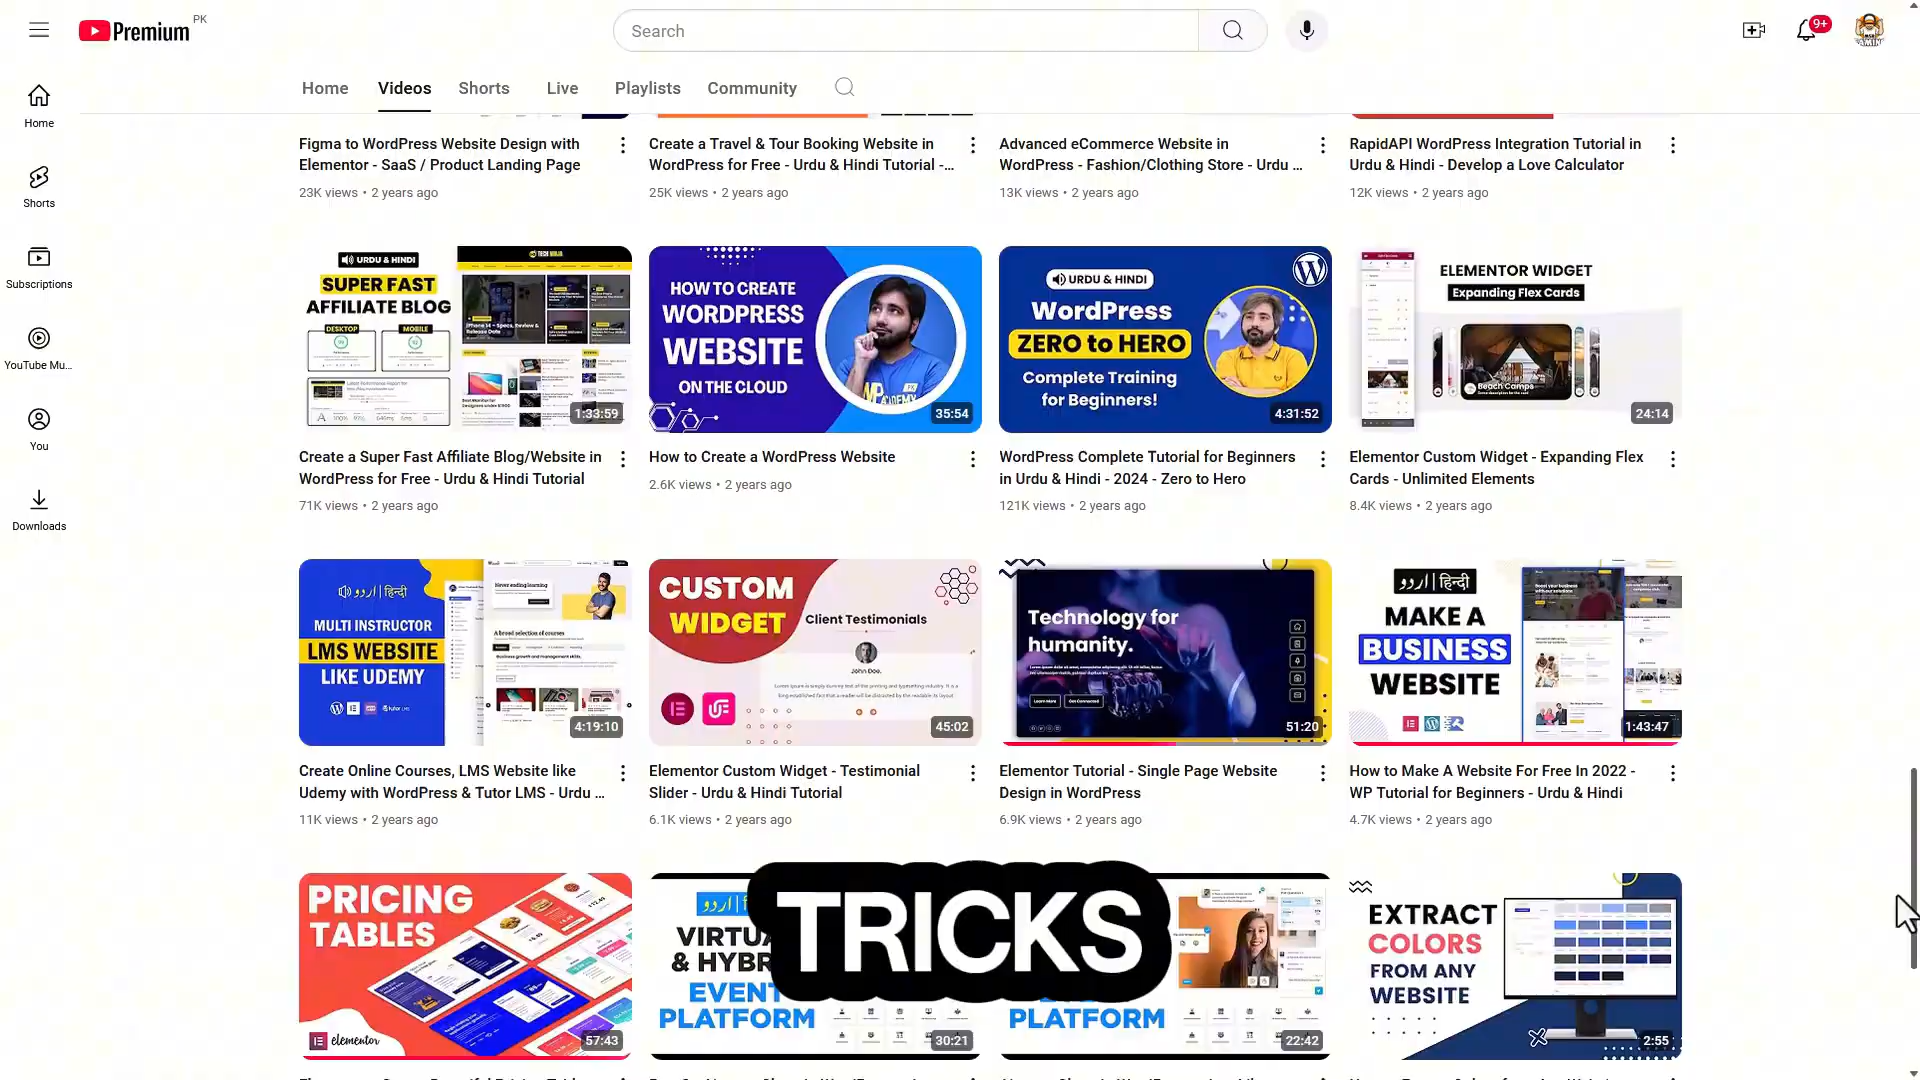 Premium
PK
Search
9+
Home
Videos
Shorts
Live
Playlists
Community
Home
Shorts
Subscriptions
YouTube Mu...
You
Downloads
Figma to WordPress Website Design with
Elementor - SaaS / Product Landing Page
23K views • 2 years ago
Create a Travel & Tour Booking Website in
WordPress for Free - Urdu & Hindi Tutorial -...
25K views • 2 years ago
Advanced eCommerce Website in
WordPress - Fashion/Clothing Store - Urdu ...
13K views • 2 years ago
RapidAPI WordPress Integration Tutorial in
Urdu & Hindi - Develop a Love Calculator
12K views • 2 years ago
URDU & HINDI
SUPER FAST
AFFILIATE BLOG
DESKTOP
MOBILE
TECH NINJA
1:33:59
HOW TO CREATE
WORDPRESS
WEBSITE
ON THE CLOUD
35:54
URDU & HINDI
WordPress
ZERO to HERO
Complete Training
for Beginners!
4:31:52
ELEMENTOR WIDGET
Expanding Flex Cards
Beach Camps
24:14
Create a Super Fast Affiliate Blog/Website in
WordPress for Free - Urdu & Hindi Tutorial
71K views • 2 years ago
How to Create a WordPress Website
2.6K views • 2 years ago
WordPress Complete Tutorial for Beginners
in Urdu & Hindi - 2024 - Zero to Hero
121K views • 2 years ago
Elementor Custom Widget - Expanding Flex
Cards - Unlimited Elements
8.4K views • 2 years ago
اردو | हिन्दी
MULTI INSTRUCTOR
LMS WEBSITE
LIKE UDEMY
Never ending learning
A broad selection of courses
4:19:10
CUSTOM
WIDGET
Client Testimonials
John Doe.
45:02
Technology for
humanity.
51:20
اردو | हिन्दी
MAKE A
BUSINESS
WEBSITE
1:43:47
Create Online Courses, LMS Website like
Udemy with WordPress & Tutor LMS - Urdu ...
11K views • 2 years ago
Elementor Custom Widget - Testimonial
Slider - Urdu & Hindi Tutorial
6.1K views • 2 years ago
Elementor Tutorial - Single Page Website
Design in WordPress
6.9K views • 2 years ago
How to Make A Website For Free In 2022 -
WP Tutorial for Beginners - Urdu & Hindi
4.7K views • 2 years ago
PRICING
TABLES
elementor
57:43
اردو
& HYB
EVENT
PLATFORM
30:21
TRICKS
PLATFORM
22:42
EXTRACT
COLORS
FROM ANY
WEBSITE
2:55